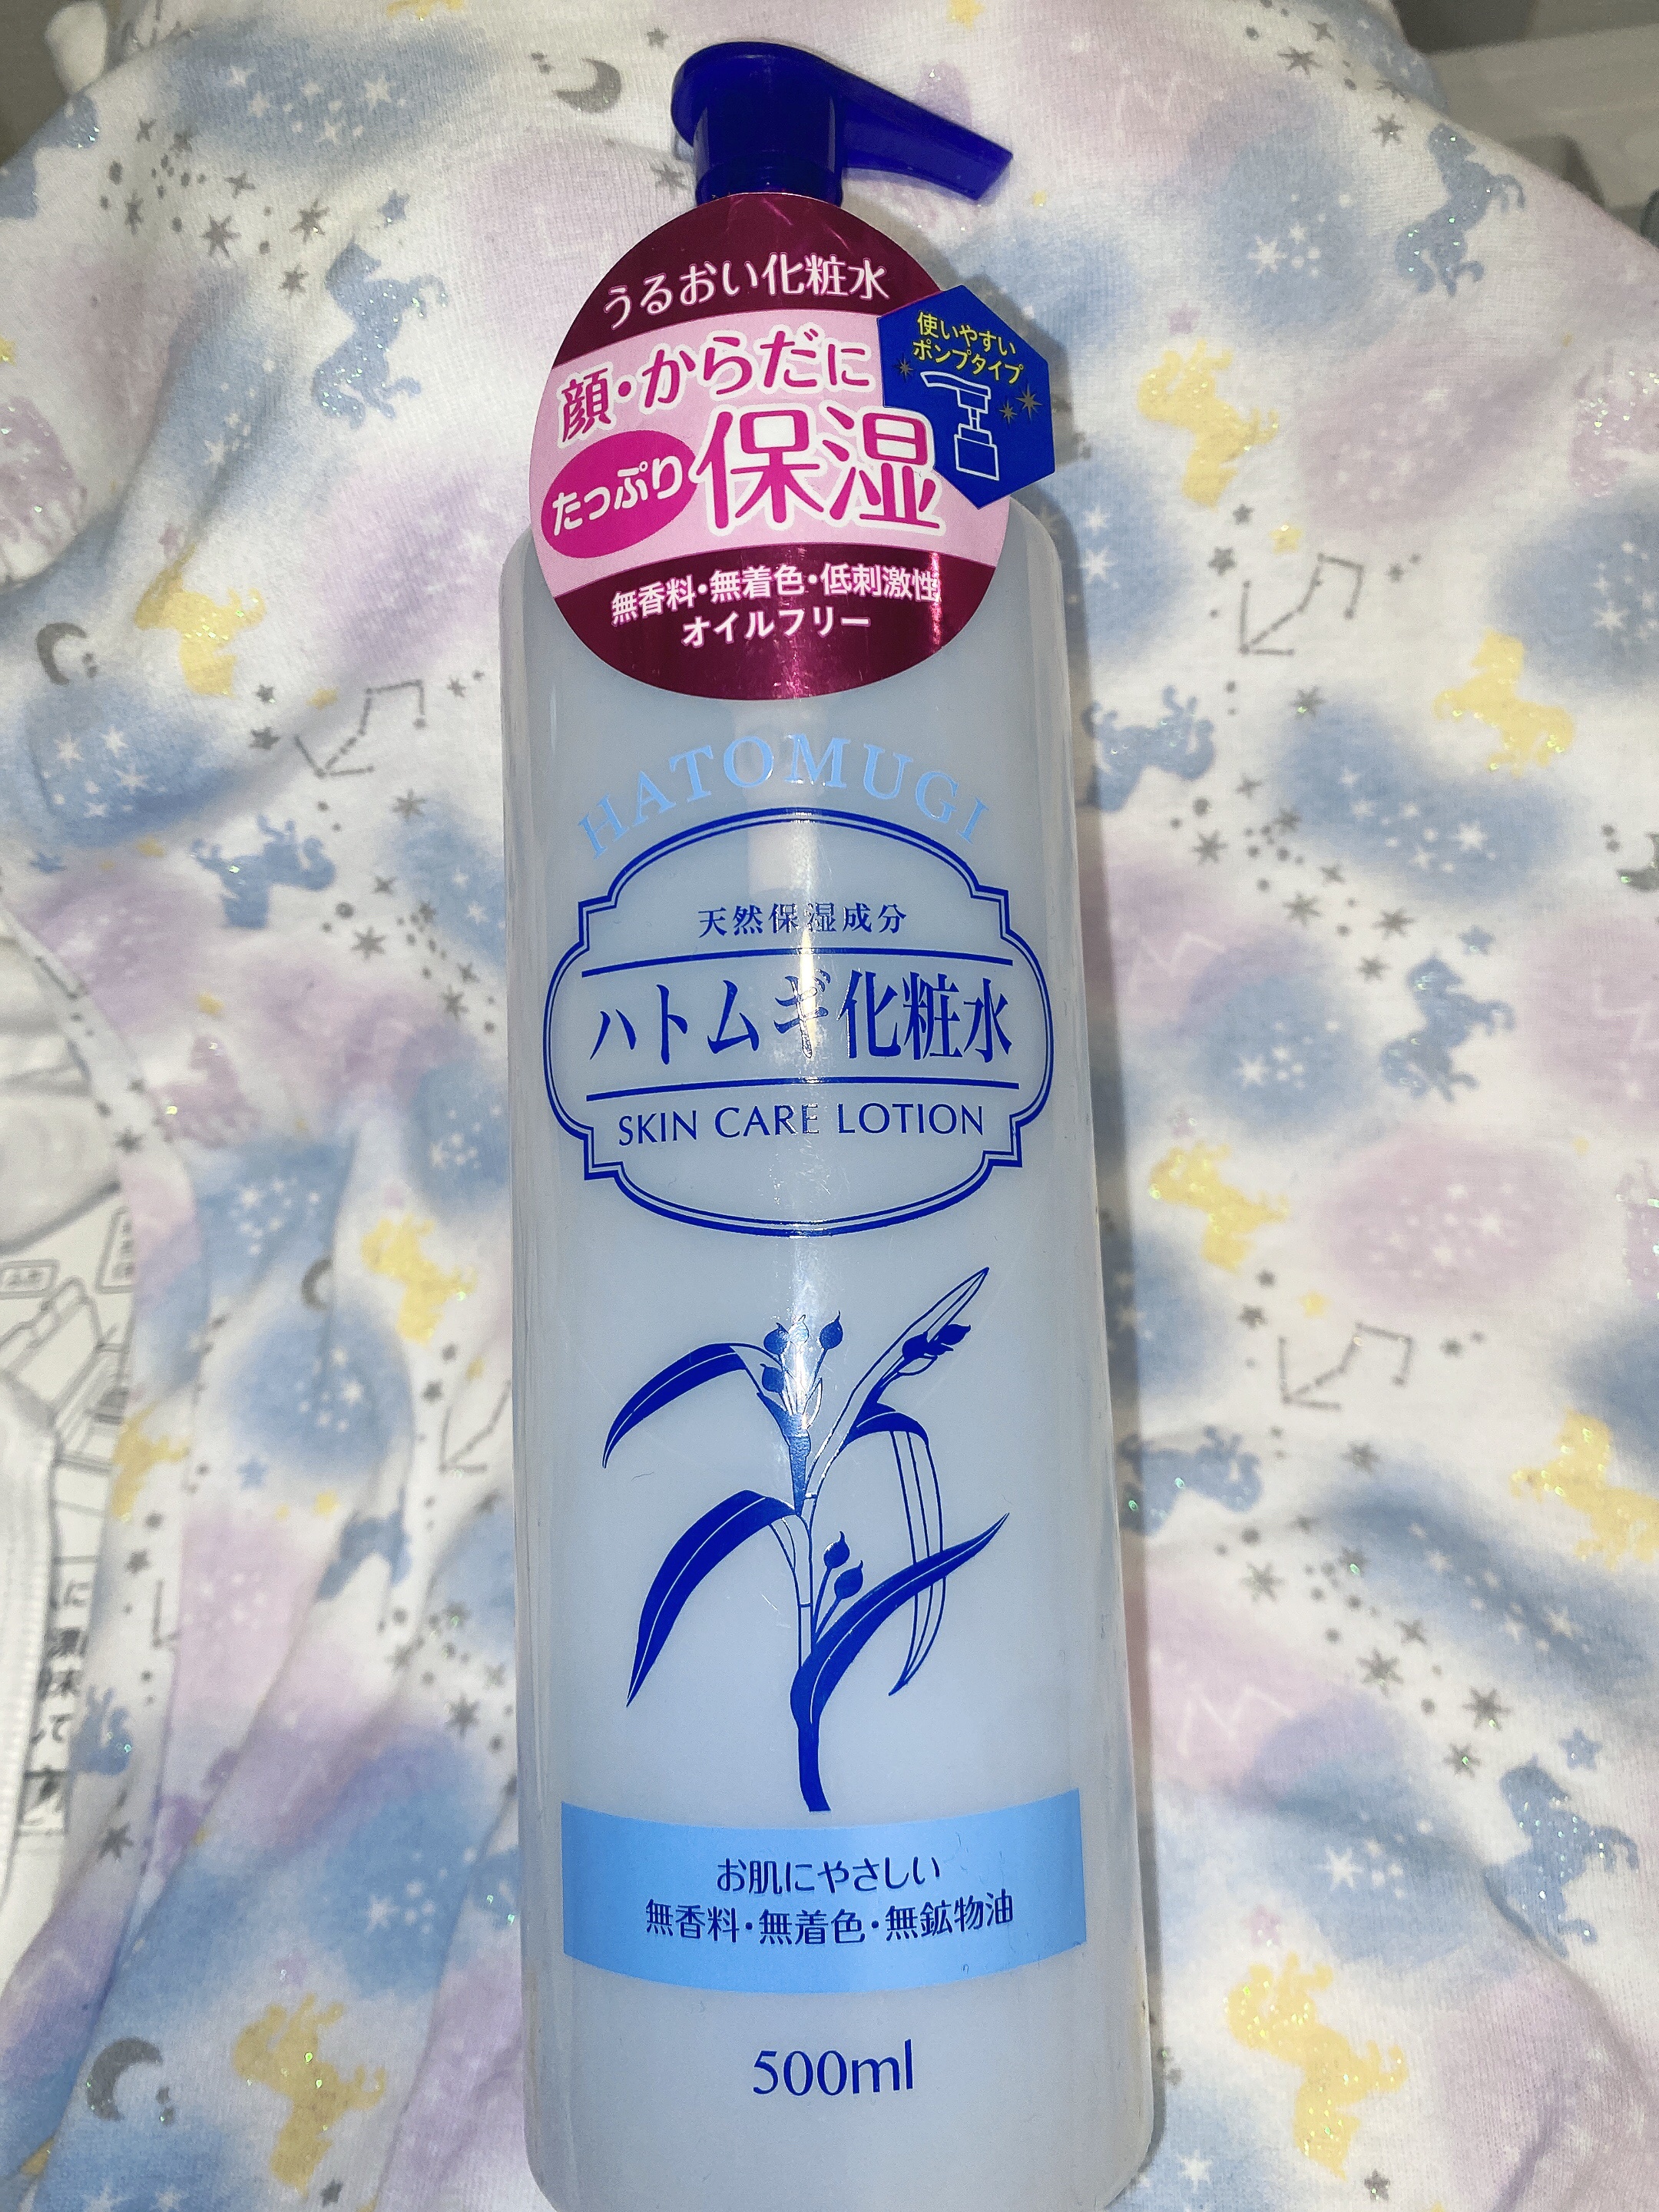 うるおい化粧水
顔・からだに
たっぷり保湿
無香料・無着色・低刺激性
オイルフリー
使いやすい
ポンプタイプ
HATOMUGI
天然保湿成分
ハトムギ化粧水
SKIN CARE LOTION
お肌にやさしい
無香料・無着色・無鉱物油
500ml